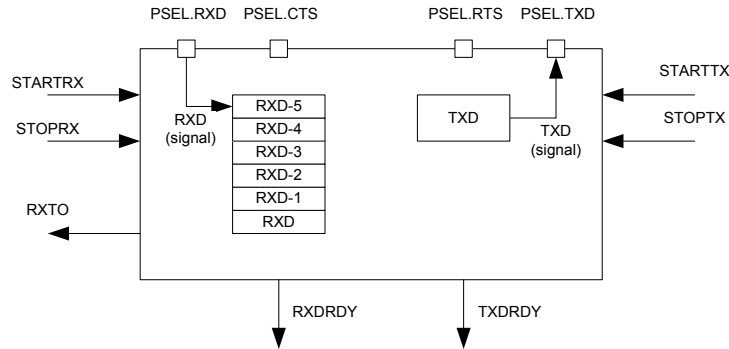 PSEL.RXD PSEL.CTS PSEL.RTS PSEL.TXD
STARTRX
STARTTX
RXD
(signal)
RXD-5
RXD-4
RXD-3
RXD-2
RXD-1
RXD
TXD
TXD
(signal)
STOPRX
STOPTX
RXTO
RXDRDY
TXDRDY